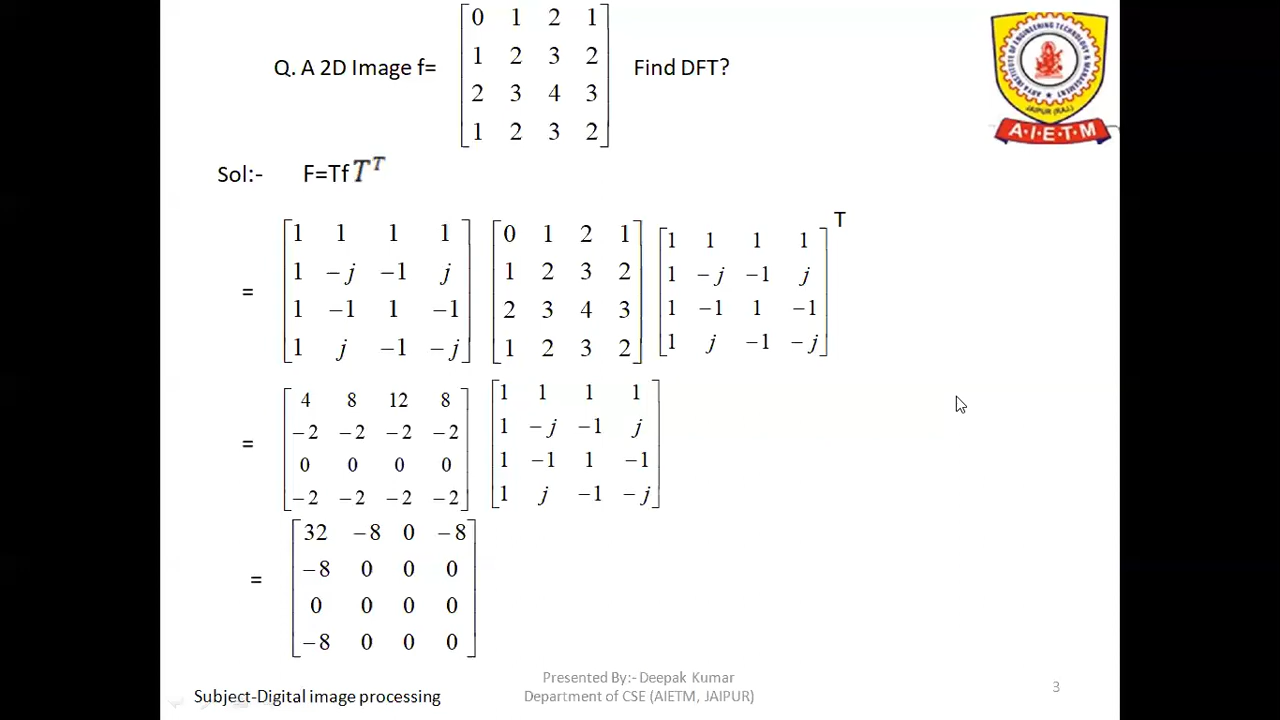 Q. A 2D Image f= [0 1 2 1 Find DFT?
1 2 3 2
2 3 4 3
1 2 3 2]
A.I.E.T.M
JAIPUR (RAJ.)
Sol:- F=TfT^T
= [1 1 1 1
1 −j −1 j
1 −1 1 −1
1 j −1 −j]
[0 1 2 1
1 2 3 2
2 3 4 3
1 2 3 2]
[1 1 1 1
1 −j −1 j
1 −1 1 −1
1 j −1 −j] T
= [4 8 12 8
−2 −2 −2 −2
0 0 0 0
−2 −2 −2 −2]
[1 1 1 1
1 −j −1 j
1 −1 1 −1
1 j −1 −j]
= [32 −8 0 −8
−8 0 0 0
0 0 0 0
−8 0 0 0]
Subject-Digital image processing
Presented By:- Deepak Kumar
Department of CSE (AIETM, JAIPUR)
3